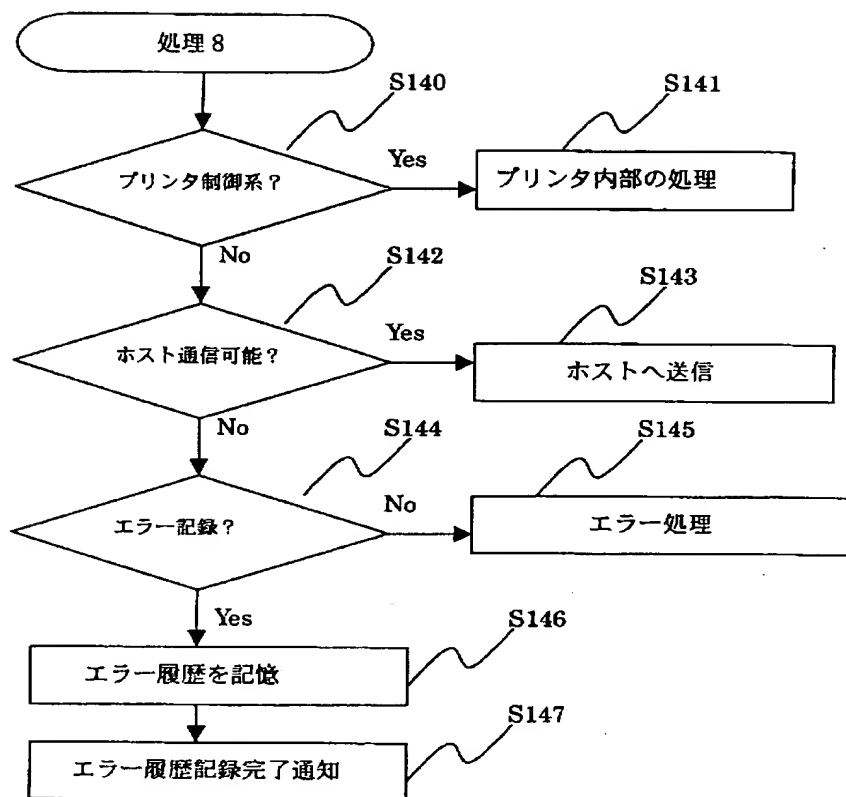 処理８
S140
S141
プリンタ制御系？
Yes
プリンタ内部の処理
No
S142
S143
ホスト通信可能？
Yes
ホストへ送信
No
S144
S145
エラー記録？
No
エラー処理
Yes
S146
エラー履歴を記憶
S147
エラー履歴記録完了通知